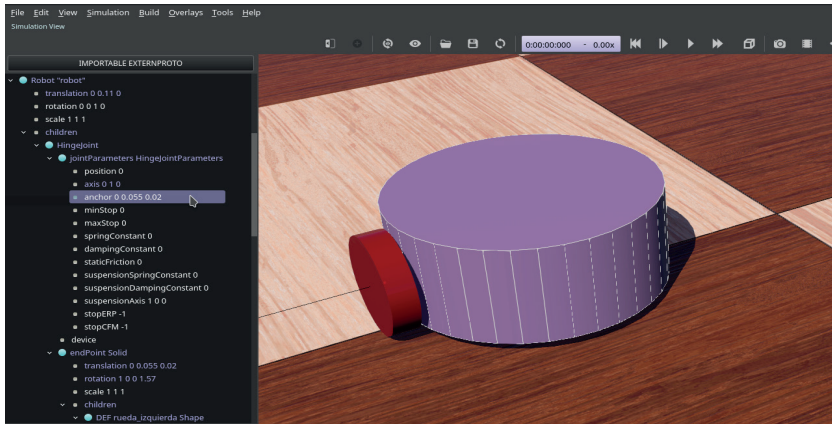 File Edit View Simulation Build Overlays Tools Help
Simulation View
0:00:00:000 - 0.00x
IMPORTABLE EXTERNPROTO
Robot "robot"
translation 0 0.11 0
rotation 0 0 1 0
scale 1 1 1
children
HingeJoint
jointParameters HingeJointParameters
position 0
axis 0 1 0
anchor 0 0.055 0.02
minStop 0
maxStop 0
springConstant 0
dampingConstant 0
staticFriction 0
suspensionSpringConstant 0
suspensionDampingConstant 0
suspensionAxis 1 0 0
stopERP -1
stopCFM -1
device
endPoint Solid
translation 0 0.055 0.02
rotation 1 0 0 1.57
scale 1 1 1
children
DEF rueda_izquierda Shape